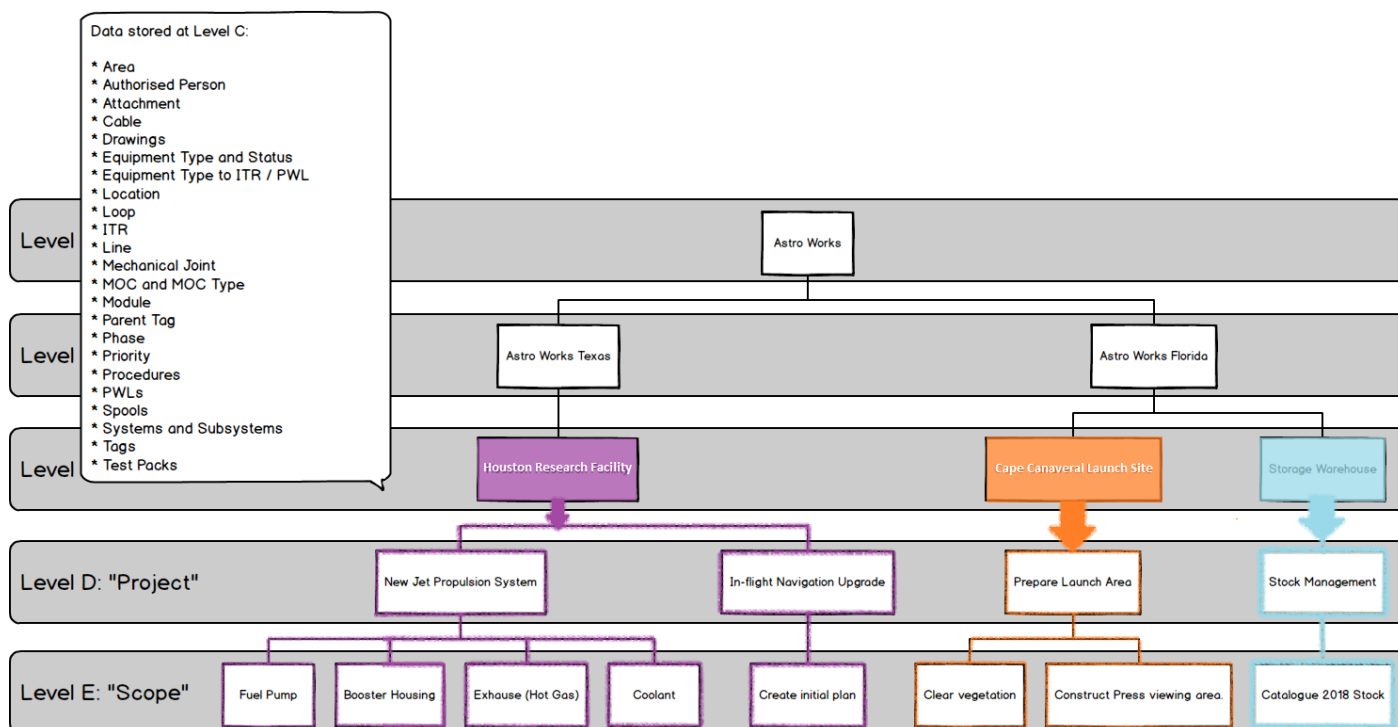 Data stored at Level C:
* Area
* Authorised Person
* Attachment
* Cable
* Drawings
* Equipment Type and Status
* Equipment Type to ITR / PWL
* Location
* Loop
* ITR
* Line
* Mechanical Joint
* MOC and MOC Type
* Module
* Parent Tag
* Phase
* Priority
* Procedures
* PWLs
* Spools
* Systems and Subsystems
* Tags
* Test Packs
Level
Astro Works
Level
Astro Works Texas
Astro Works Florida
Level
Houston Research Facility
Cape Canaveral Launch Site
Storage Warehouse
Level D: "Project"
New Jet Propulsion System
In-flight Navigation Upgrade
Prepare Launch Area
Stock Management
Level E: "Scope"
Fuel Pump
Booster Housing
Exhause (Hot Gas)
Coolant
Create initial plan
Clear vegetation
Construct Press viewing area.
Catalogue 2018 Stock